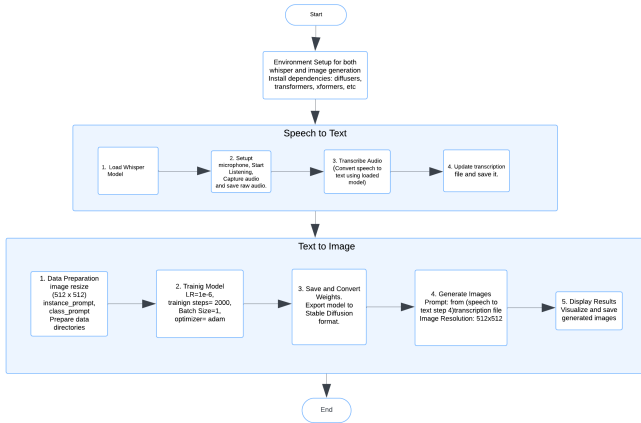 Start
Environment Setup for both
whisper and image generation
Install dependencies: diffusers,
transformers, xformers, etc
Speech to Text
1. Load Whisper
Model
2. Setupt
microphone, Start
Listening,
Capture audio
and save raw audio.
3. Transcribe Audio
(Convert speech to
text using loaded
model)
4. Update transcription
file and save it.
Text to Image
1. Data Preparation
image resize
(512 x 512)
instance_prompt,
class_prompt
Prepare data
directories
2. Trainig Model
LR=1e-6,
trainign steps= 2000,
Batch Size=1,
optimizer= adam
3. Save and Convert
Weights.
Export model to
Stable Diffusion
format.
4. Generate Images
Prompt: from (speech to
text step 4)transcription file
Image Resolution: 512x512
5. Display Results
Visualize and save
generated images
End